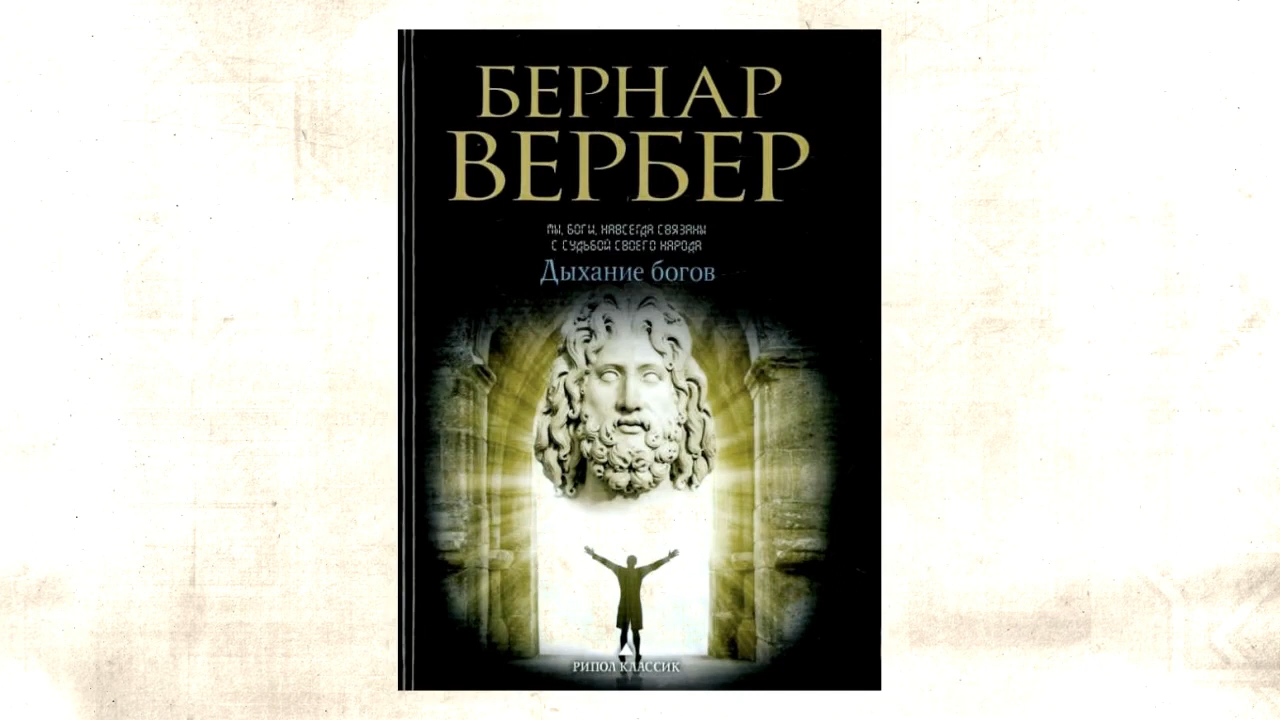 БЕРНАР
ВЕРБЕР
МЫ, БОГИ, НАВСЕГДА СВЯЗАНЫ
С СУДЬБОЙ СВОЕГО НАРОДА
Дыхание богов
РИПОЛ КЛАССИК